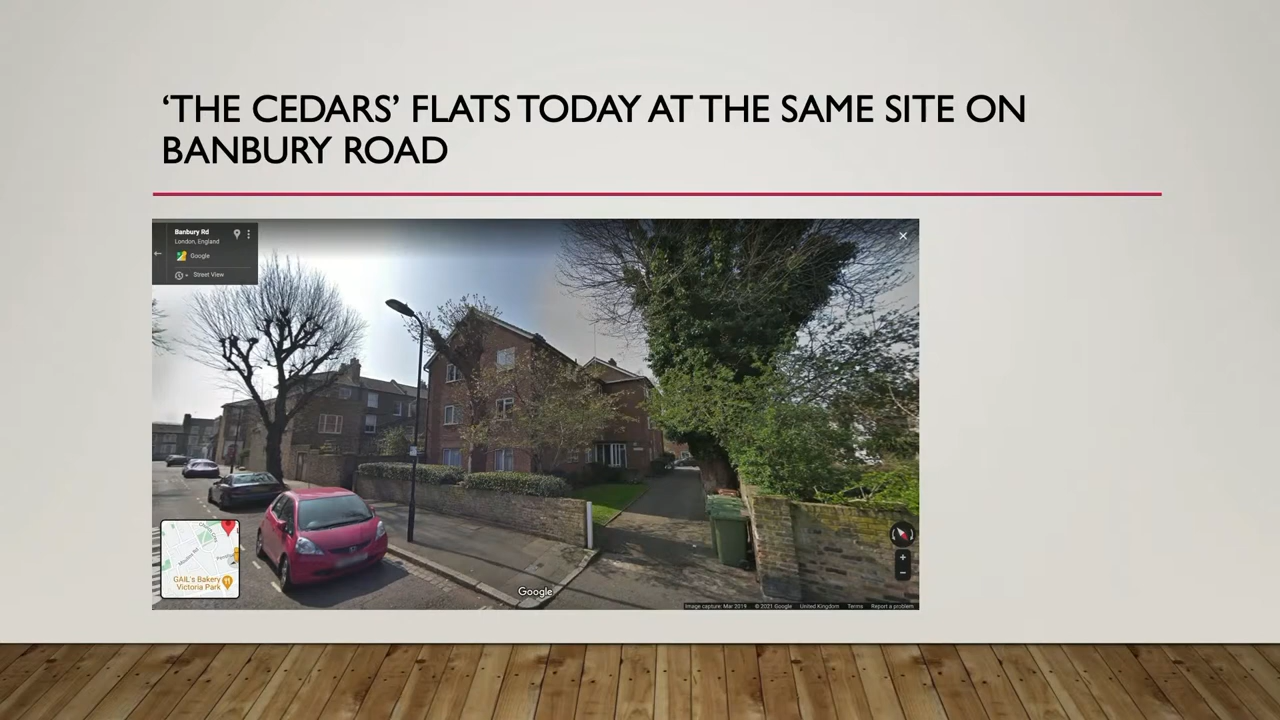 ‘THE CEDARS’ FLATS TODAY AT THE SAME SITE ON
BANBURY ROAD
Banbury Rd
London, England
Google
Street View
GAIL's Bakery
Victoria Park
Google
Image capture: Mar 2019 © 2021 Google United Kingdom Terms Report a problem